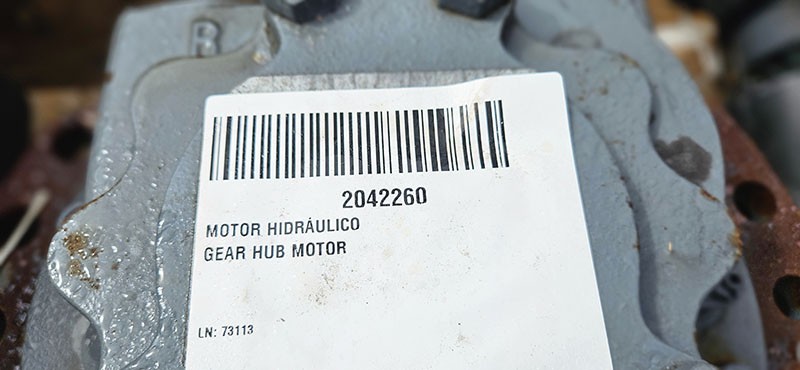 R
2042260
MOTOR HIDRÁULICO
GEAR HUB MOTOR
LN: 73113